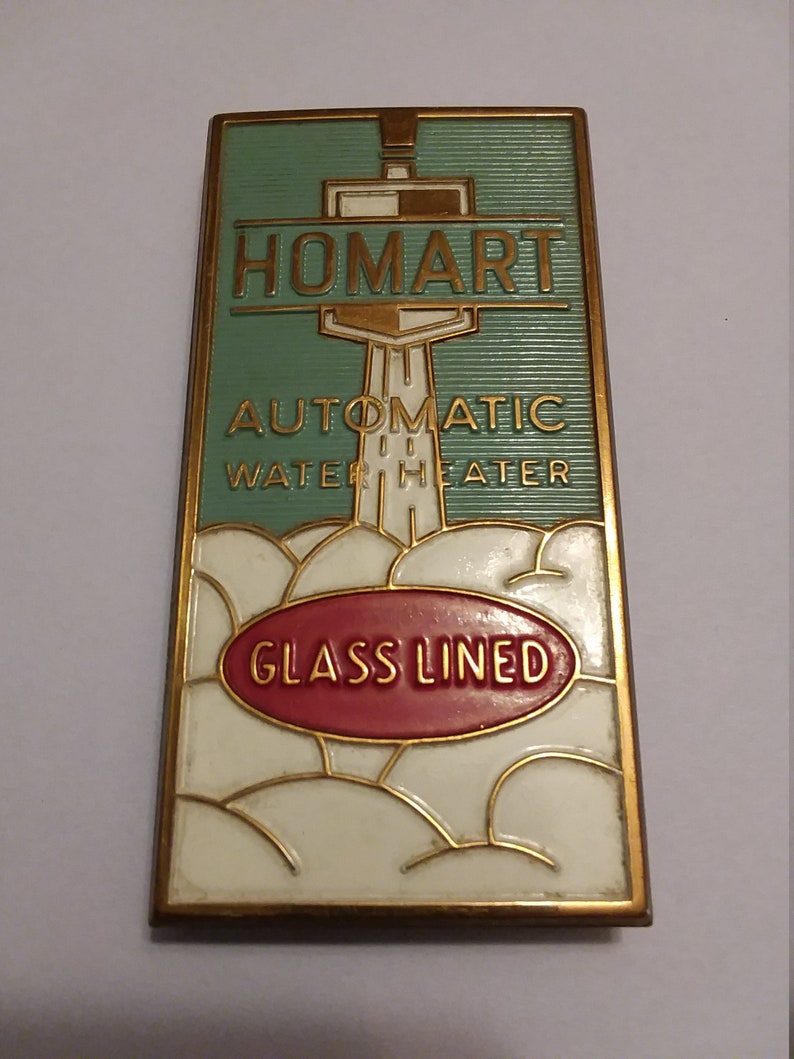 HOMART
AUTOMATIC
WATER HEATER
GLASS LINED